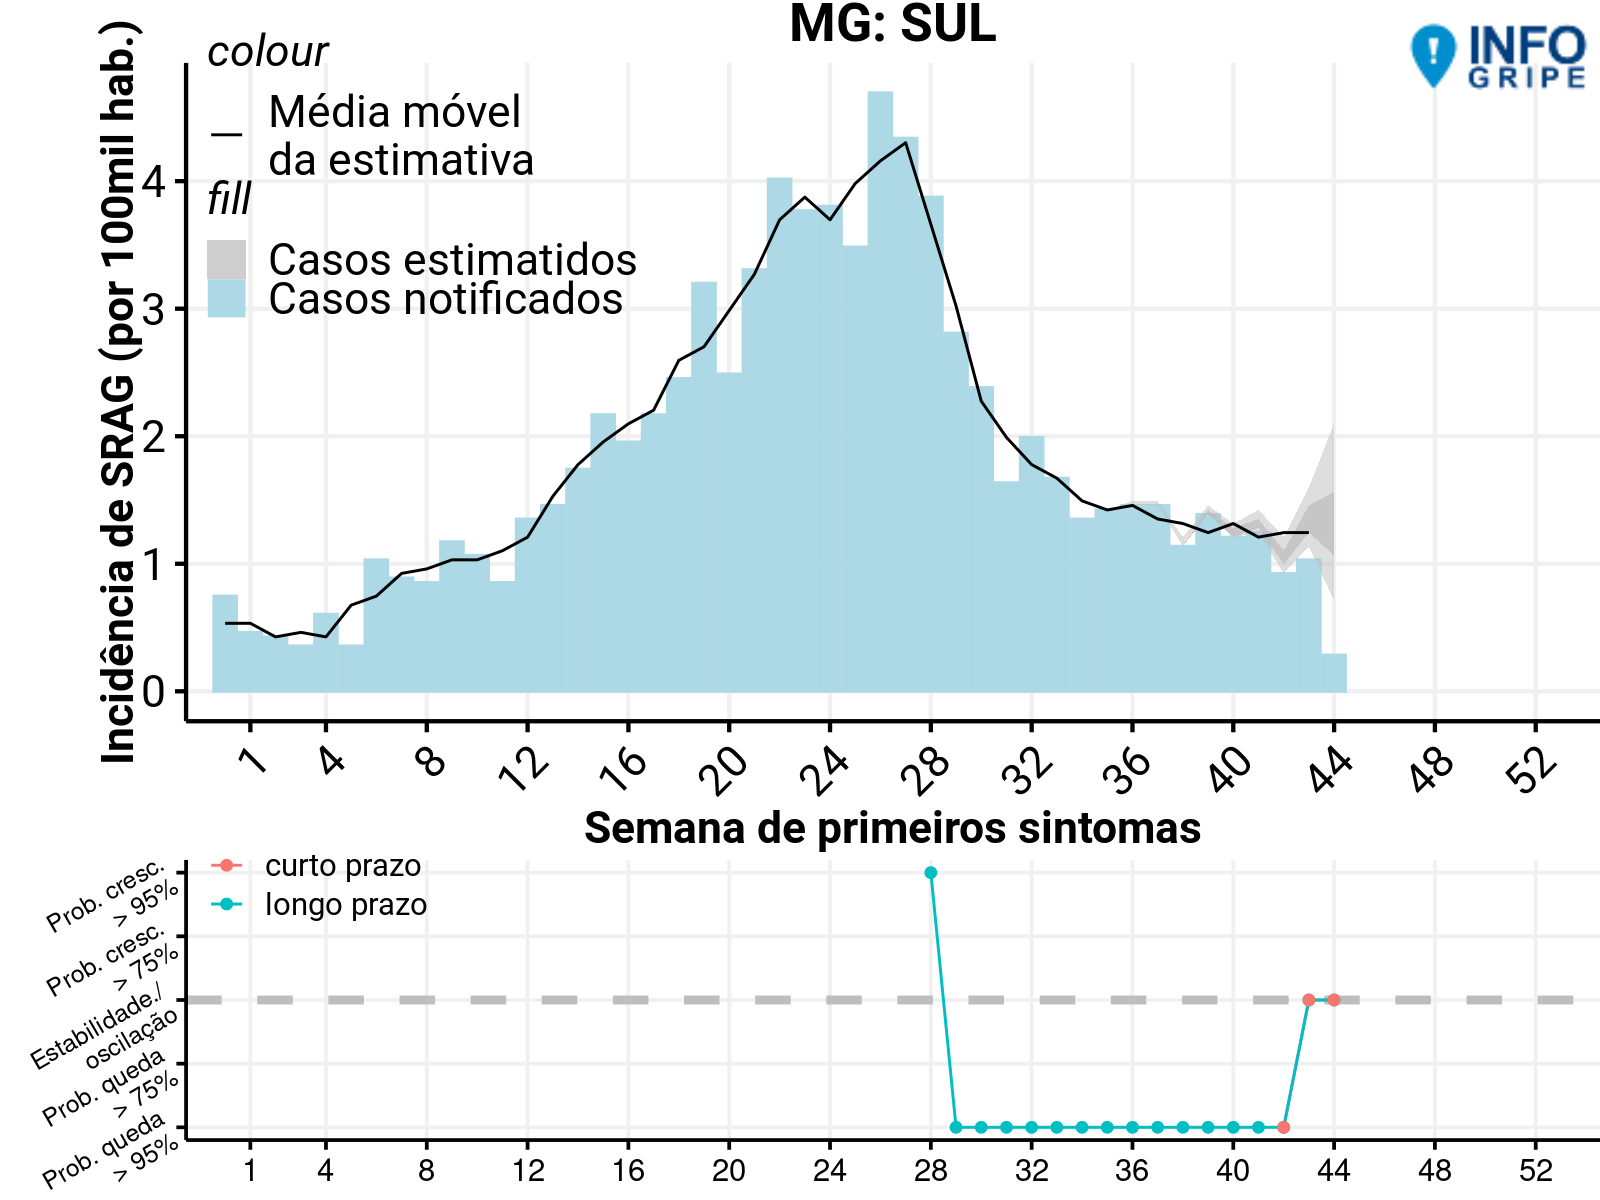 MG: SUL
INFO
GRIPE
colour
Média móvel
da estimativa
fill
Casos estimatidos
Casos notificados
Incidência de SRAG (por 100mil hab.)
4
3
2
1
0
1 4 8 12 16 20 24 28 32 36 40 44 48 52
Semana de primeiros sintomas
curto prazo
longo prazo
Prob. cresc.
> 95%
Prob. cresc.
> 75%
Estabilidade./
oscilação
Prob. queda
> 75%
Prob. queda
> 95%
1 4 8 12 16 20 24 28 32 36 40 44 48 52